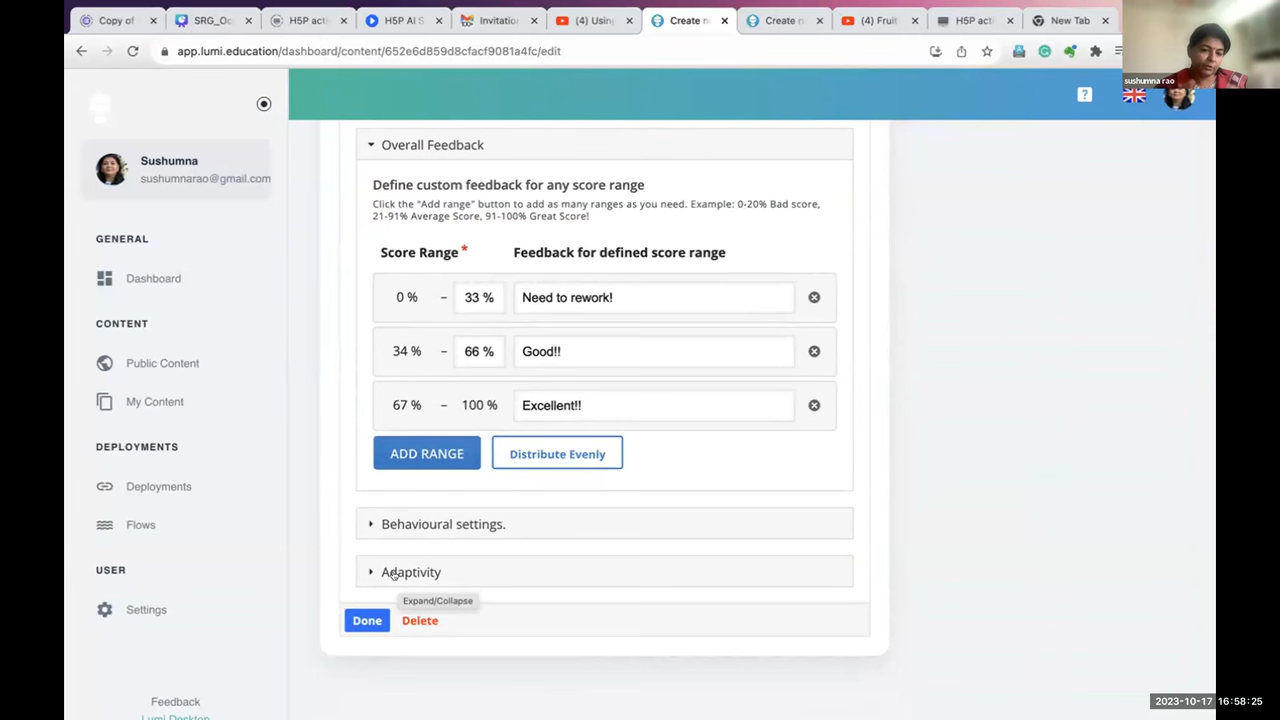 Copy of
SRG_Oc
H5P acti
H5P AI S
Invitatio
(4) Using
Create n
Create n
(4) Fruit
H5P acti
New Tab
app.lumi.education/dashboard/content/652e6d859d8cfacf9081a4fc/edit
sushumna rao
?
Sushumna
sushumnarao@gmail.com
GENERAL
Dashboard
CONTENT
Public Content
My Content
DEPLOYMENTS
Deployments
Flows
USER
Settings
Feedback
Lumi Desktop
Overall Feedback
Define custom feedback for any score range
Click the "Add range" button to add as many ranges as you need. Example: 0-20% Bad score,
21-91% Average Score, 91-100% Great Score!
Score Range * Feedback for defined score range
0 % – 33 % Need to rework!
34 % – 66 % Good!!
67 % – 100 % Excellent!!
ADD RANGE Distribute Evenly
Behavioural settings.
Adaptivity
Expand/Collapse
Done Delete
2023-10-17 16:58:25